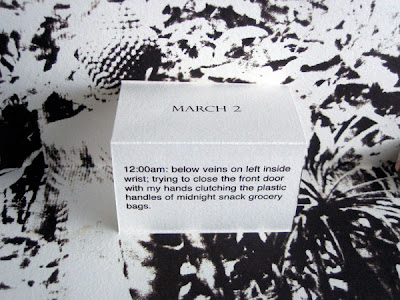 MARCH 2
12:00am: below veins on left inside
wrist; trying to close the front door
with my hands clutching the plastic
handles of midnight snack grocery
bags.